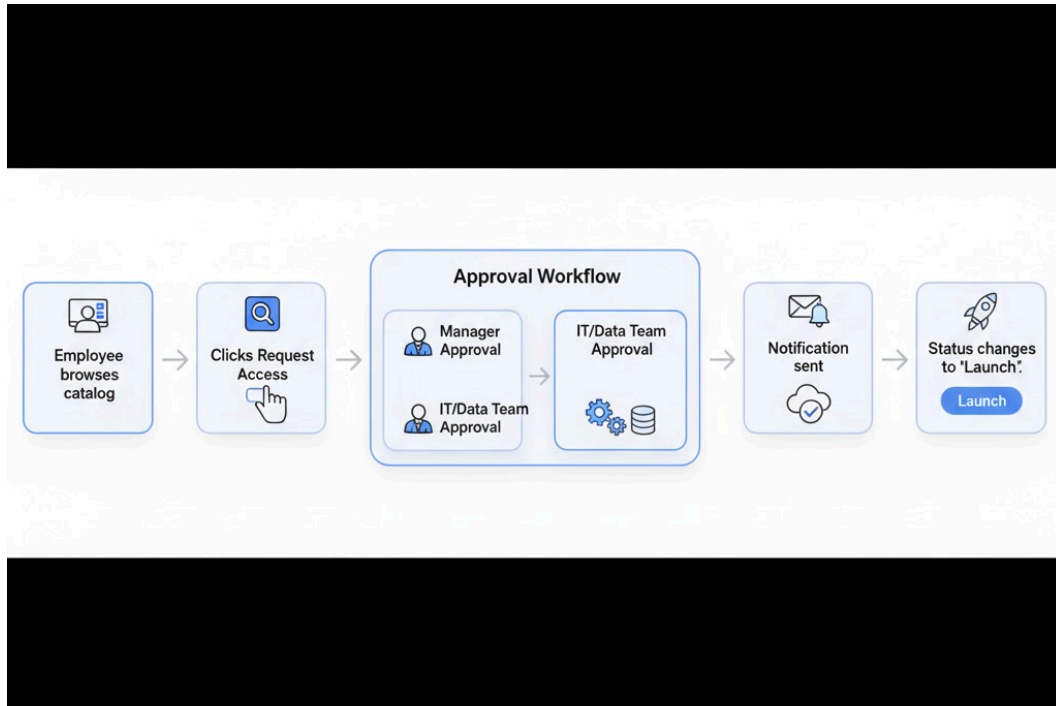 Employee
browses
catalog
Clicks Request
Access
Approval Workflow
Manager
Approval
IT/Data Team
Approval
IT/Data Team
Approval
Notification
sent
Status changes
to "Launch".
Launch